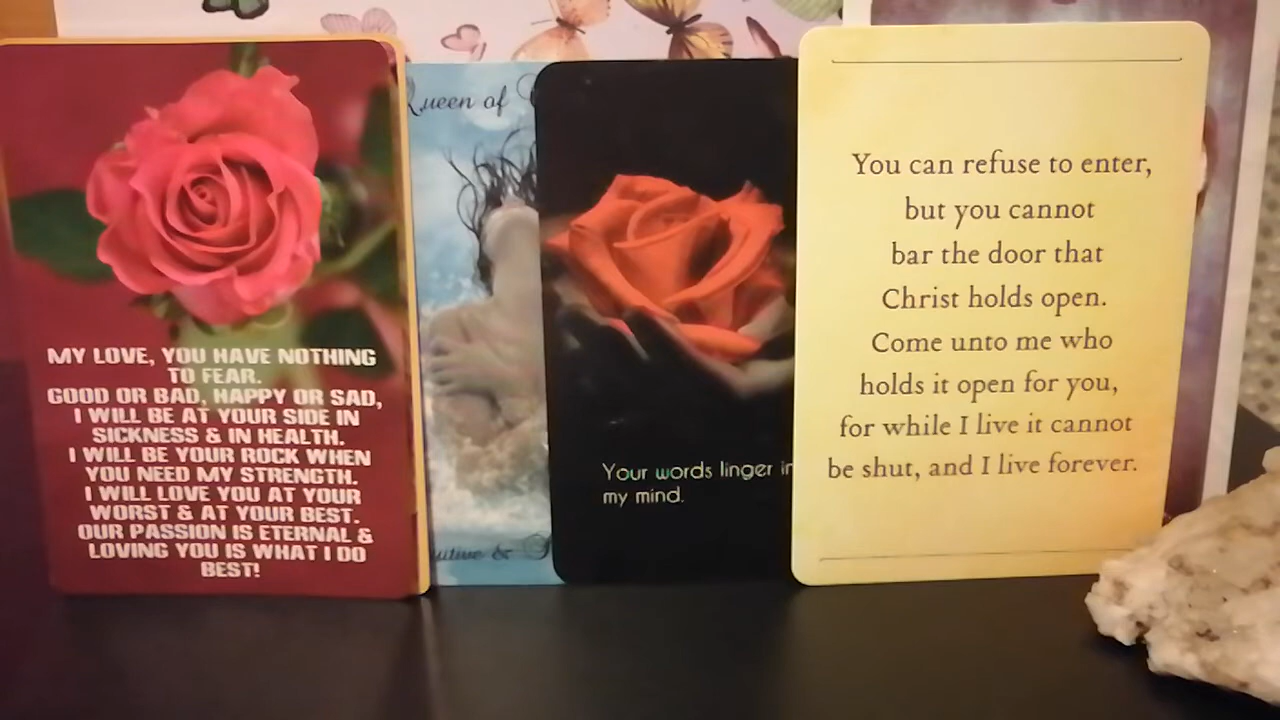 MY LOVE, YOU HAVE NOTHING
TO FEAR.
GOOD OR BAD, HAPPY OR SAD,
I WILL BE AT YOUR SIDE IN
SICKNESS & IN HEALTH.
I WILL BE YOUR ROCK WHEN
YOU NEED MY STRENGTH.
I WILL LOVE YOU AT YOUR
WORST & AT YOUR BEST.
OUR PASSION IS ETERNAL &
LOVING YOU IS WHAT I DO
BEST!
Queen of
&
Your words linger in
my mind.
You can refuse to enter,
but you cannot
bar the door that
Christ holds open.
Come unto me who
holds it open for you,
for while I live it cannot
be shut, and I live forever.